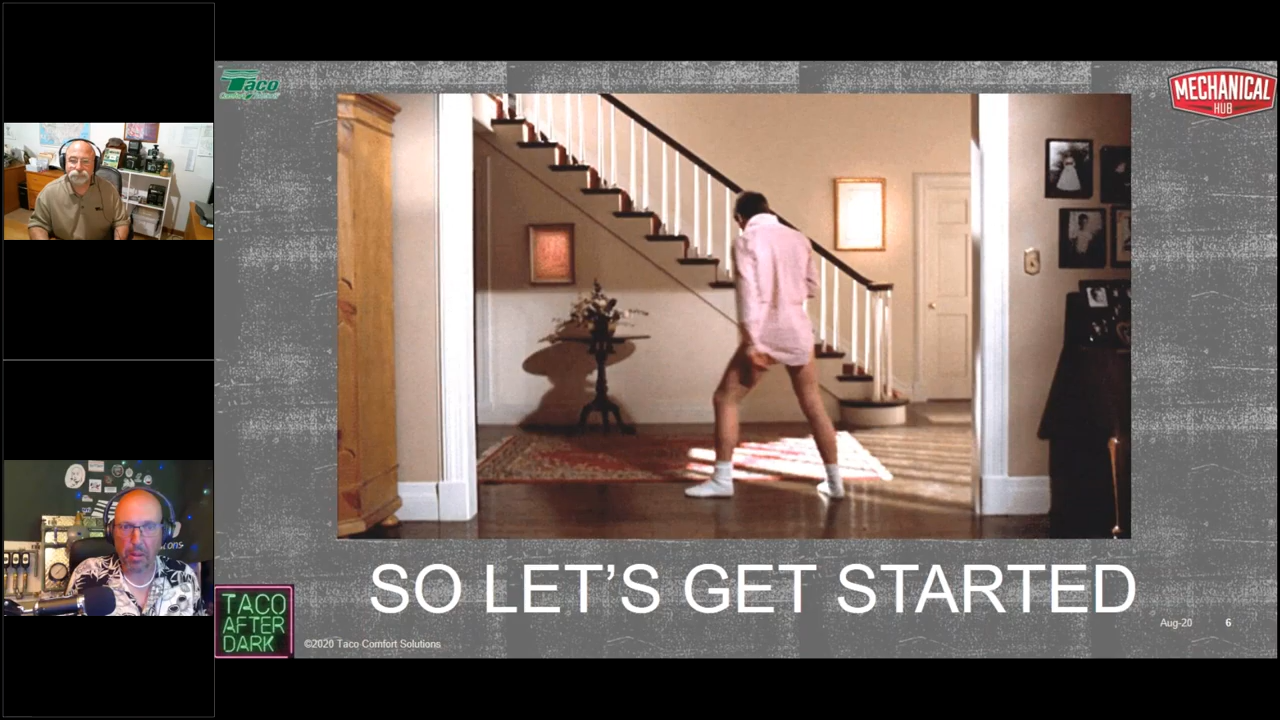 Taco
MECHANICAL
HUB
SO LET'S GET STARTED
TACO
AFTER
DARK
©2020 Taco Comfort Solutions
Aug-20
6